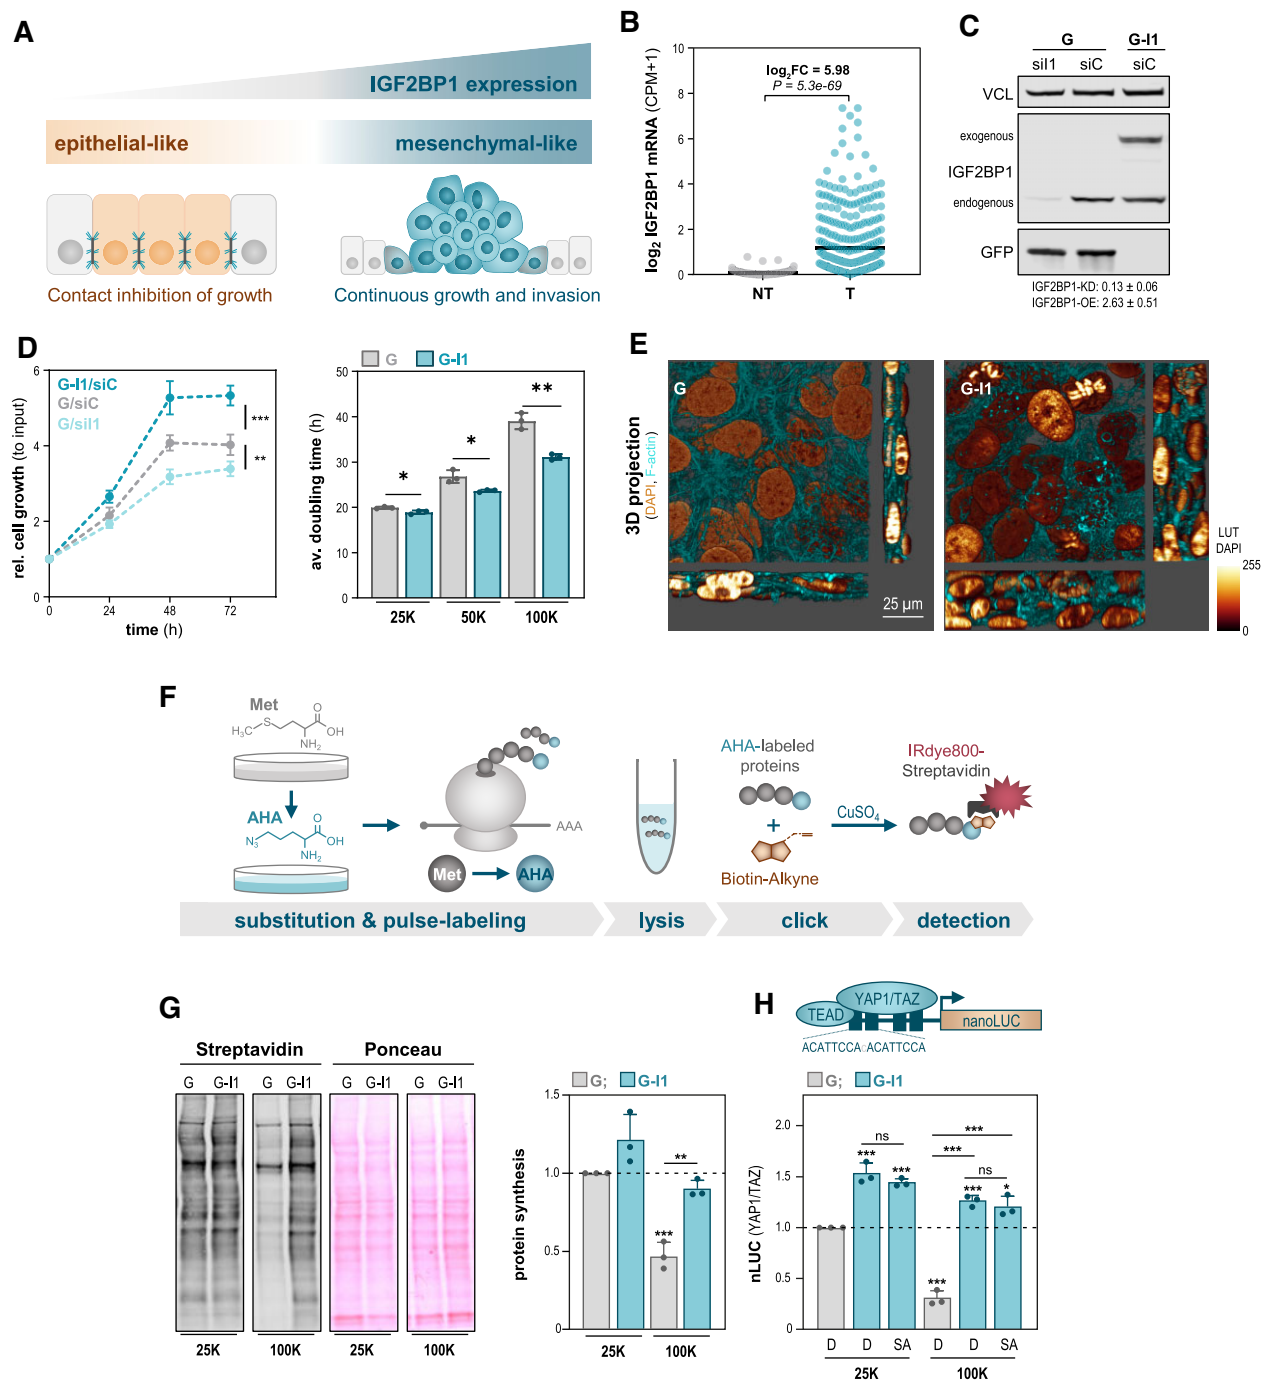 A
IGF2BP1 expression
epithelial-like
mesenchymal-like
Contact inhibition of growth
Continuous growth and invasion
B
log2 IGF2BP1 mRNA (CPM+1)
10
8
6
4
2
0
log₂FC = 5.98
P = 5.3e-69
NT
T
C
G
G-I1
siI1
siC
siC
VCL
exogenous
IGF2BP1
endogenous
GFP
IGF2BP1-KD: 0.13 ± 0.06
IGF2BP1-OE: 2.63 ± 0.51
D
rel. cell growth (to input)
6
4
2
0
G-I1/siC
G/siC
G/siI1
***
**
0
24
48
72
time (h)
G
G-I1
av. doubling time (h)
50
40
30
20
10
0
*
*
**
25K
50K
100K
E
3D projection
(DAPI, F-actin)
G
G-I1
25 µm
LUT
DAPI
255
0
F
Met
H₃C
S
O
OH
NH₂
AHA
N₃
O
OH
NH₂
AAA
Met
AHA
AHA-labeled
proteins
+
Biotin-Alkyne
CuSO₄
IRdye800-
Streptavidin
substitution & pulse-labeling
lysis
click
detection
G
Streptavidin
Ponceau
G
G-I1
G
G-I1
G
G-I1
G
G-I1
25K
100K
25K
100K
G;
G-I1
protein synthesis
1.5
1.0
0.5
0
***
**
25K
100K
H
TEAD
YAP1/TAZ
nanoLUC
ACATTCCAcACATTCCA
G;
G-I1
nLUC (YAP1/TAZ)
2.0
1.5
1.0
0.5
0
ns
***
***
***
***
***
ns
***
*
D
D
SA
D
D
SA
25K
100K